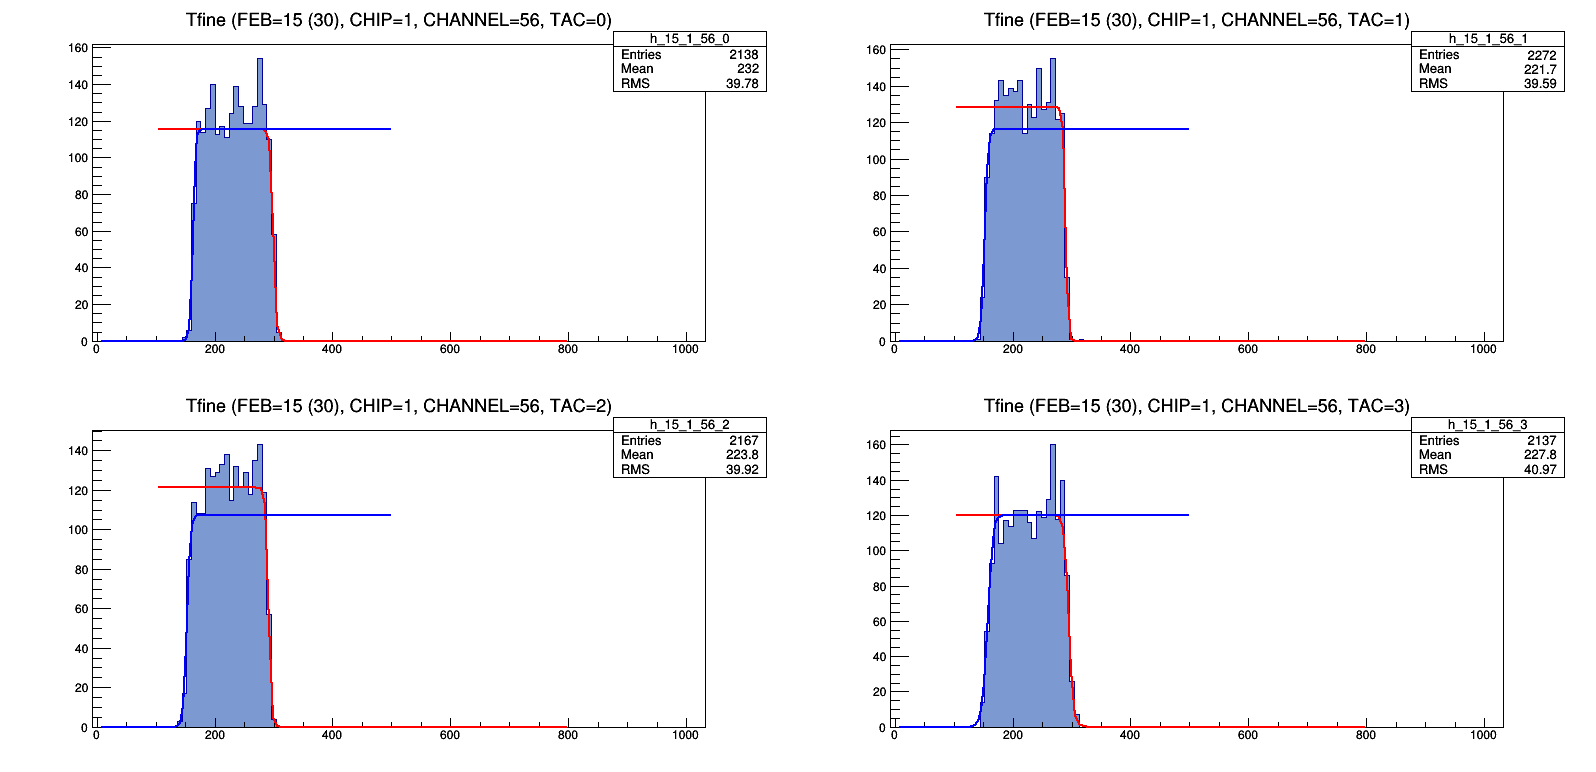 Tfine (FEB=15 (30), CHIP=1, CHANNEL=56, TAC=0)
h_15_1_56_0
Entries 2138
Mean 232
RMS 39.78
160
140
120
100
80
60
40
20
0
0 200 400 600 800 1000
Tfine (FEB=15 (30), CHIP=1, CHANNEL=56, TAC=1)
h_15_1_56_1
Entries 2272
Mean 221.7
RMS 39.59
160
140
120
100
80
60
40
20
0
0 200 400 600 800 1000
Tfine (FEB=15 (30), CHIP=1, CHANNEL=56, TAC=2)
h_15_1_56_2
Entries 2167
Mean 223.8
RMS 39.92
140
120
100
80
60
40
20
0
0 200 400 600 800 1000
Tfine (FEB=15 (30), CHIP=1, CHANNEL=56, TAC=3)
h_15_1_56_3
Entries 2137
Mean 227.8
RMS 40.97
160
140
120
100
80
60
40
20
0
0 200 400 600 800 1000